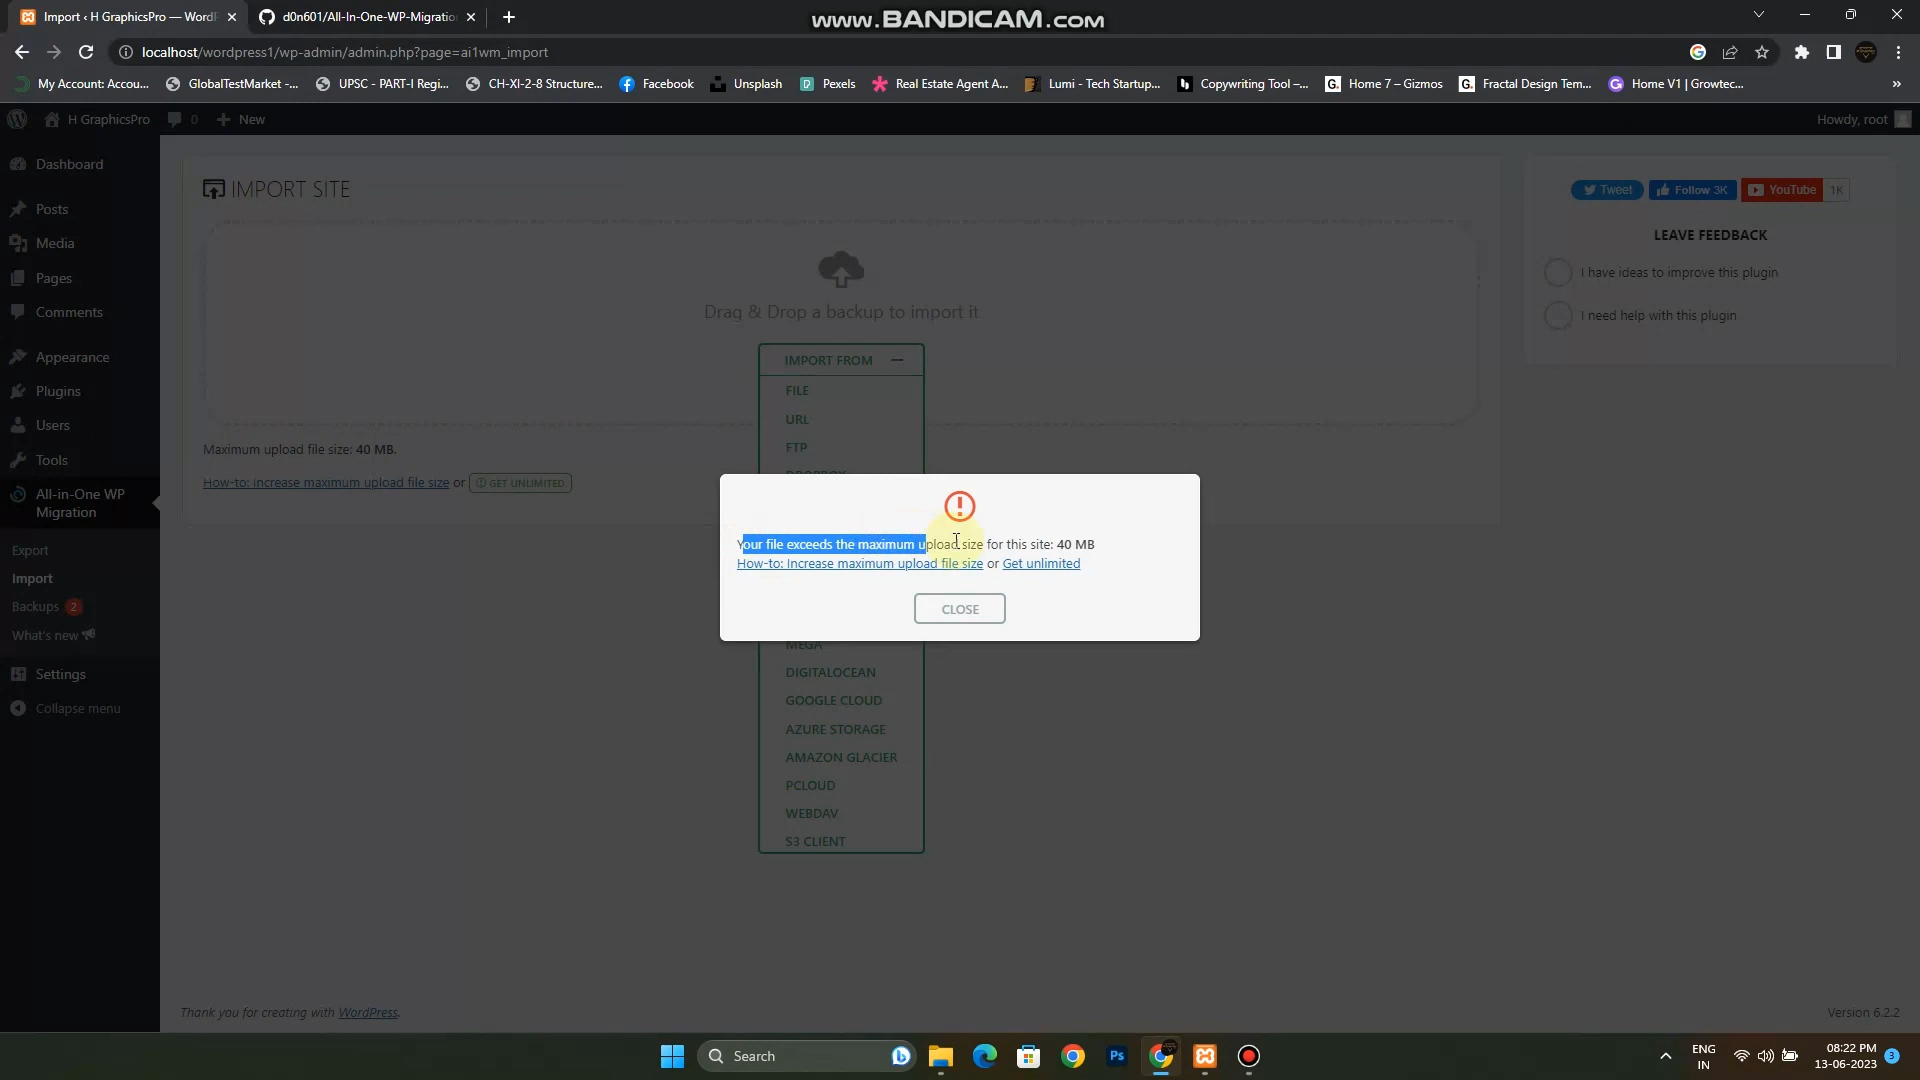 Import ‹ H GraphicsPro — WordP
d0n601/All-In-One-WP-Migratio
www.BANDICAM.com
localhost/wordpress1/wp-admin/admin.php?page=ai1wm_import
My Account: Accou...
GlobalTestMarket -...
UPSC - PART-I Regi...
CH-XI-2-8 Structure...
Facebook
Unsplash
Pexels
Real Estate Agent A...
Lumi - Tech Startup...
Copywriting Tool –...
Home 7 – Gizmos
Fractal Design Tem...
Home V1 | Growtec...
»
H GraphicsPro
0
New
Howdy, root
Dashboard
Posts
Media
Pages
Comments
Appearance
Plugins
Users
Tools
All-in-One WP
Migration
Export
Import
Backups 2
What's new
Settings
Collapse menu
IMPORT SITE
Drag & Drop a backup to import it
IMPORT FROM
FILE
URL
FTP
Maximum upload file size: 40 MB.
How-to: Increase maximum upload file size or GET UNLIMITED
Your file exceeds the maximum upload size for this site: 40 MB
How-to: Increase maximum upload file size or Get unlimited
CLOSE
MEGA
DIGITALOCEAN
GOOGLE CLOUD
AZURE STORAGE
AMAZON GLACIER
PCLOUD
WEBDAV
S3 CLIENT
Tweet
Follow 3K
YouTube 1K
LEAVE FEEDBACK
I have ideas to improve this plugin
I need help with this plugin
Thank you for creating with WordPress.
Version 6.2.2
Search
Ps
ENG
IN
08:22 PM
13-06-2023
3